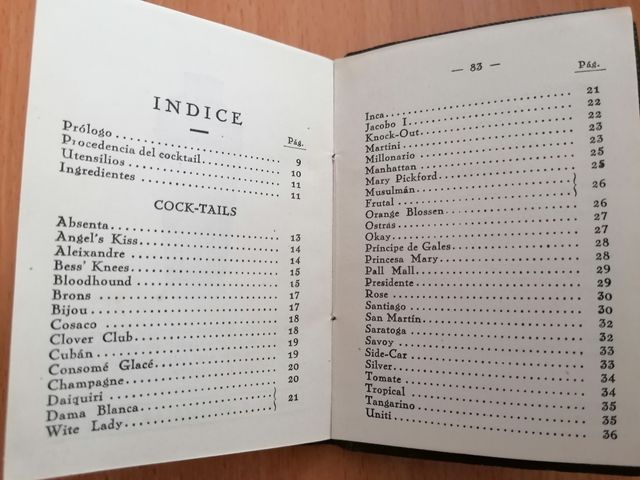 INDICE
Pág.
Prólogo 9
Procedencia del cocktail 10
Utensilios 11
Ingredientes 11
COCK-TAILS
Absenta 13
Angel's Kiss 14
Aleixandre 14
Bess' Knees 15
Bloodhound 15
Brons 17
Bijou 17
Cosaco 18
Clover Club 18
Cubán 19
Consomé Glacé 19
Champagne 20
Daiquiri 20
Dama Blanca
Wite Lady 21
— 83 —
Pág.
Inca 21
Jacobo I 22
Knock-Out 22
Martini 23
Millonario 23
Manhattan 25
Mary Pickford 25
Musulmán
Frutal 26
Orange Blossen 26
Ostras 27
Okay 27
Príncipe de Gales 28
Princesa Mary 28
Pall Mall 29
Presidente 29
Rose 30
Santiago 30
San Martín 32
Saratoga 32
Savoy 33
Side-Car 33
Silver 34
Tomate 34
Tropical 35
Tangarino 35
Uniti 36